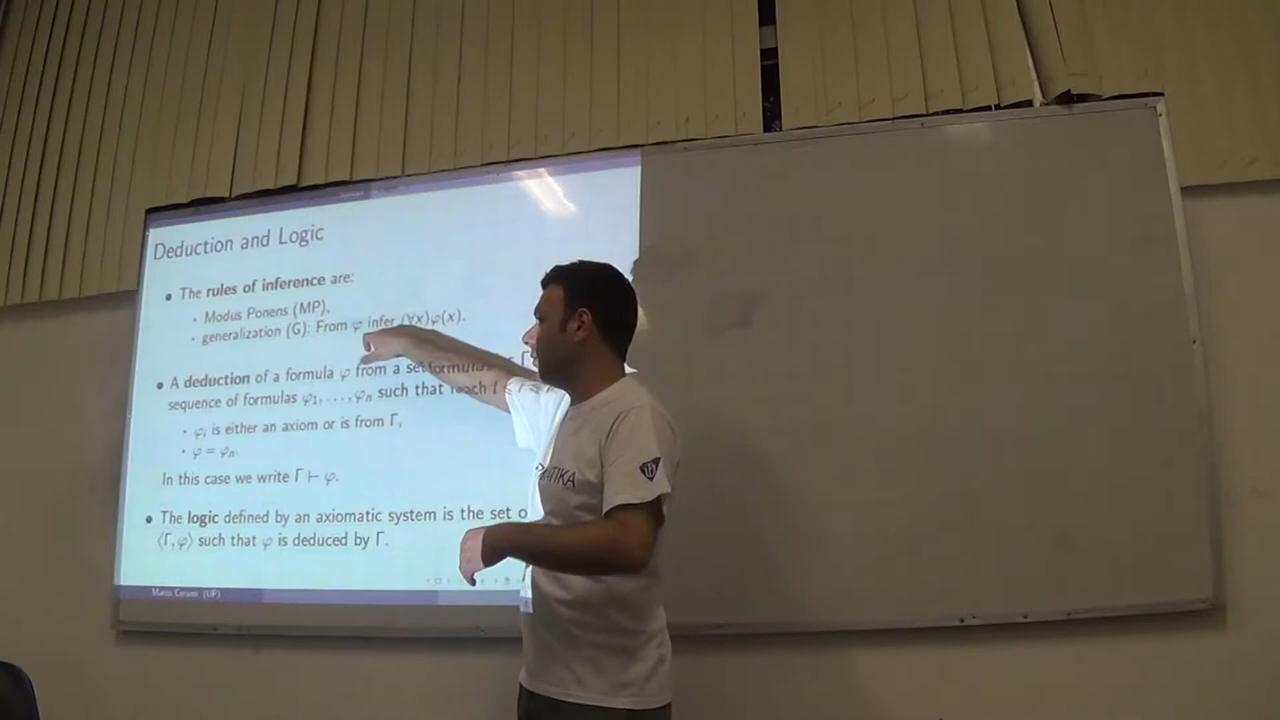 Deduction and Logic
• The rules of inference are:
• Modus Ponens (MP),
• generalization (G): From φ infer (∀x)φ(x).
• A deduction of a formula φ from a set formulas Γ
sequence of formulas φ₁, . . . , φₙ such that
• φᵢ is either an axiom or is from Γ,
• φ = φₙ.
In this case we write Γ ⊢ φ.
• The logic defined by an axiomatic system is the set
⟨Γ, φ⟩ such that φ is deduced by Γ.
Marco Cerami (UP)